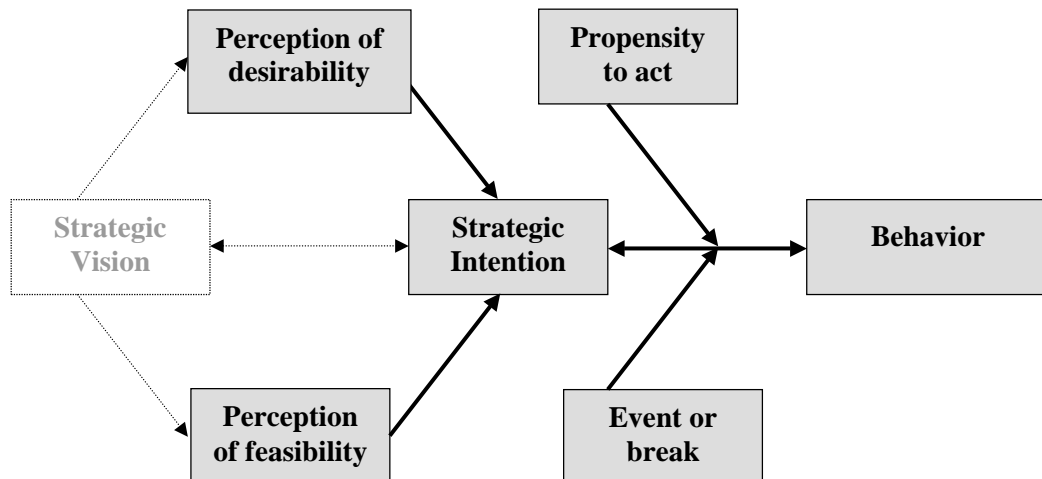 Perception of
desirability
Propensity
to act
Strategic
Vision
Strategic
Intention
Behavior
Perception
of feasibility
Event or
break